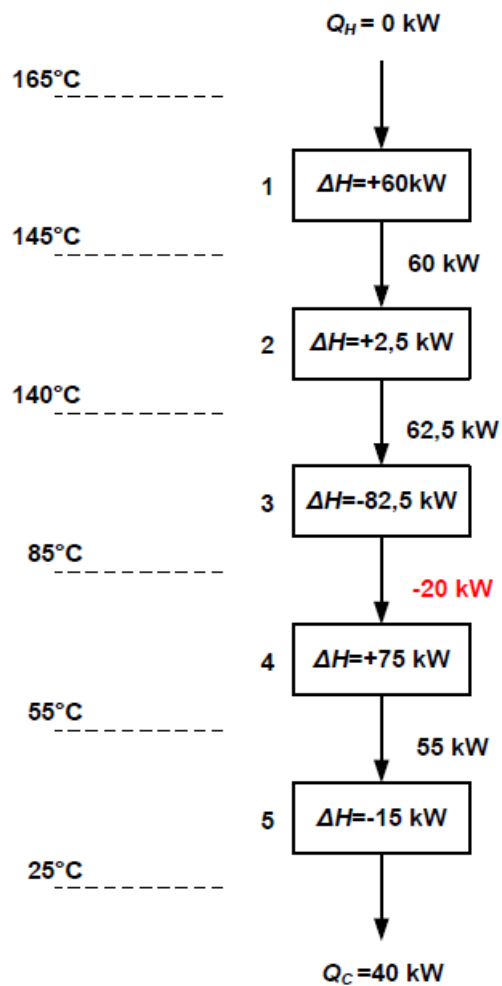 Q_H = 0 kW
165°C
1 ΔH=+60kW
145°C
60 kW
2 ΔH=+2,5 kW
140°C
62,5 kW
3 ΔH=-82,5 kW
85°C
-20 kW
4 ΔH=+75 kW
55°C
55 kW
5 ΔH=-15 kW
25°C
Q_C =40 kW